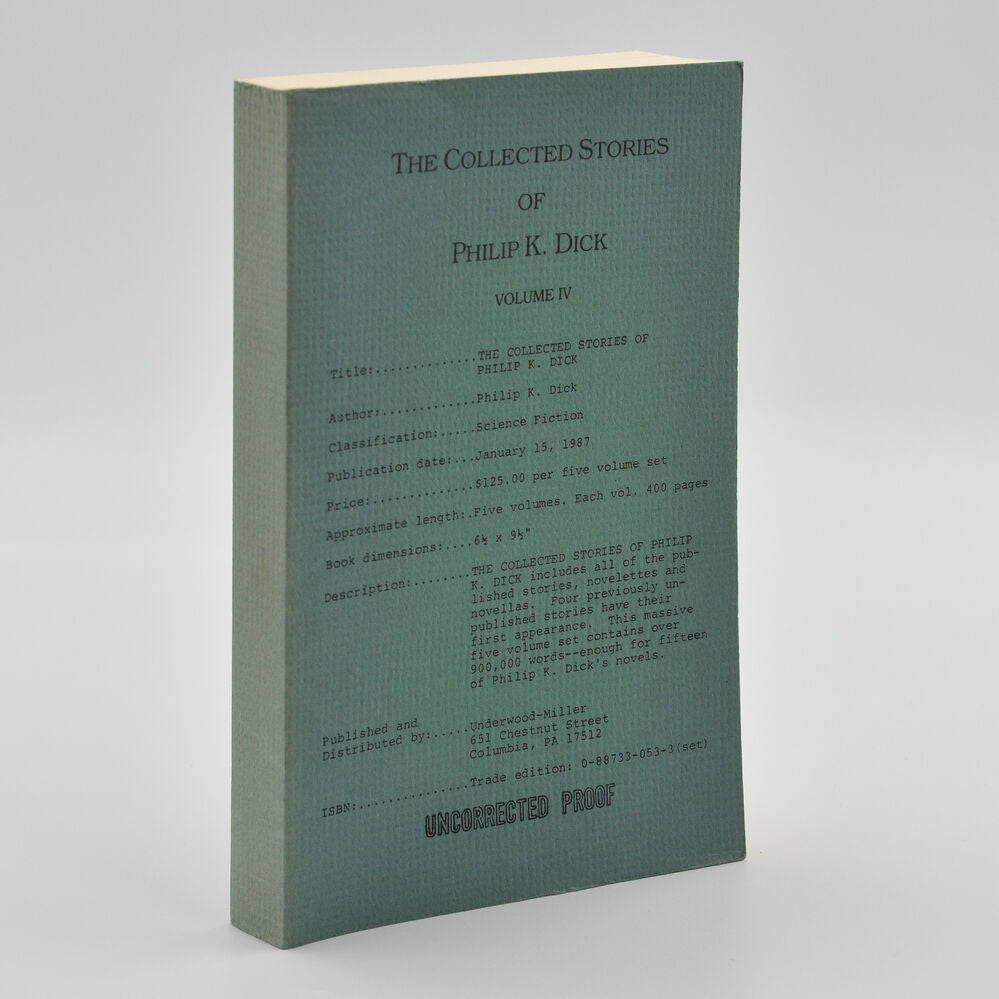 THE COLLECTED STORIES
OF
PHILIP K. DICK
VOLUME IV
Title:..............THE COLLECTED STORIES OF
PHILIP K. DICK
Author:.............Philip K. Dick
Classification:.....Science Fiction
Publication date:...January 15, 1987
Price:..............$125.00 per five volume set
Approximate length:.Five volumes. Each vol. 400 pages
Book dimensions:....6½ x 9½"
Description:........THE COLLECTED STORIES OF PHILIP
K. DICK includes all of the pub-
lished stories, novelettes and
novellas. Four previously un-
published stories have their
first appearance. This massive
five volume set contains over
900,000 words--enough for fifteen
of Philip K. Dick's novels.
Published and
Distributed by:.....Underwood-Miller
651 Chestnut Street
Columbia, PA 17512
ISBN:...............Trade edition: 0-88733-053-3(set)
UNCORRECTED PROOF